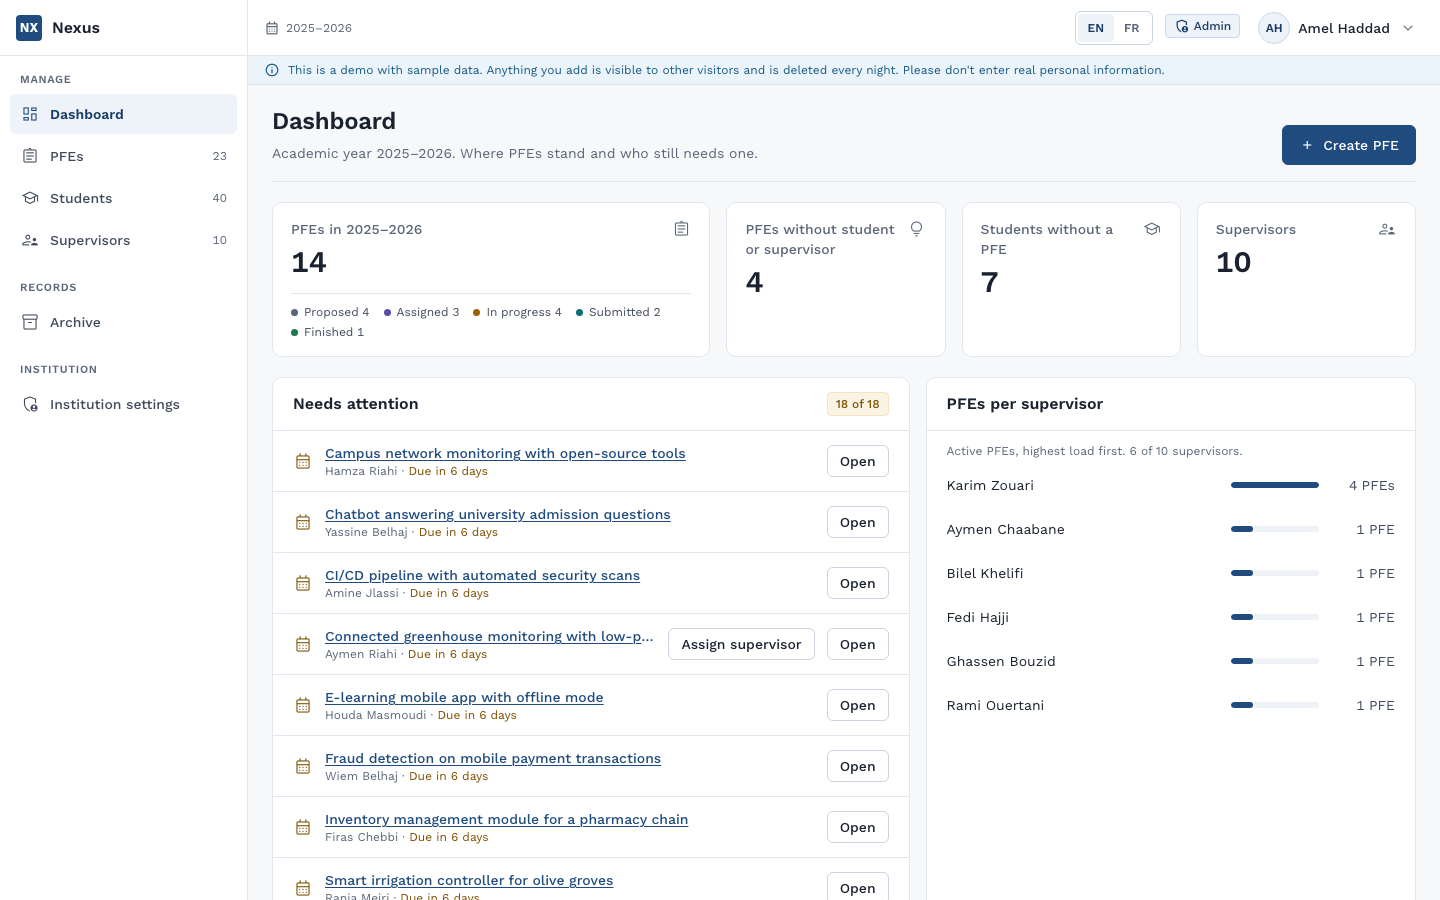 NX Nexus
2025–2026
EN FR
Admin
AH Amel Haddad
This is a demo with sample data. Anything you add is visible to other visitors and is deleted every night. Please don't enter real personal information.
MANAGE
Dashboard
PFEs 23
Students 40
Supervisors 10
RECORDS
Archive
INSTITUTION
Institution settings
Dashboard
Academic year 2025–2026. Where PFEs stand and who still needs one.
+ Create PFE
PFEs in 2025–2026
14
Proposed 4 Assigned 3 In progress 4 Submitted 2
Finished 1
PFEs without student
or supervisor
4
Students without a
PFE
7
Supervisors
10
Needs attention 18 of 18
Campus network monitoring with open-source tools
Hamza Riahi · Due in 6 days
Open
Chatbot answering university admission questions
Yassine Belhaj · Due in 6 days
Open
CI/CD pipeline with automated security scans
Amine Jlassi · Due in 6 days
Open
Connected greenhouse monitoring with low-p…
Aymen Riahi · Due in 6 days
Assign supervisor Open
E-learning mobile app with offline mode
Houda Masmoudi · Due in 6 days
Open
Fraud detection on mobile payment transactions
Wiem Belhaj · Due in 6 days
Open
Inventory management module for a pharmacy chain
Firas Chebbi · Due in 6 days
Open
Smart irrigation controller for olive groves
Rania Mejri · Due in 6 days
Open
PFEs per supervisor
Active PFEs, highest load first. 6 of 10 supervisors.
Karim Zouari 4 PFEs
Aymen Chaabane 1 PFE
Bilel Khelifi 1 PFE
Fedi Hajji 1 PFE
Ghassen Bouzid 1 PFE
Rami Ouertani 1 PFE